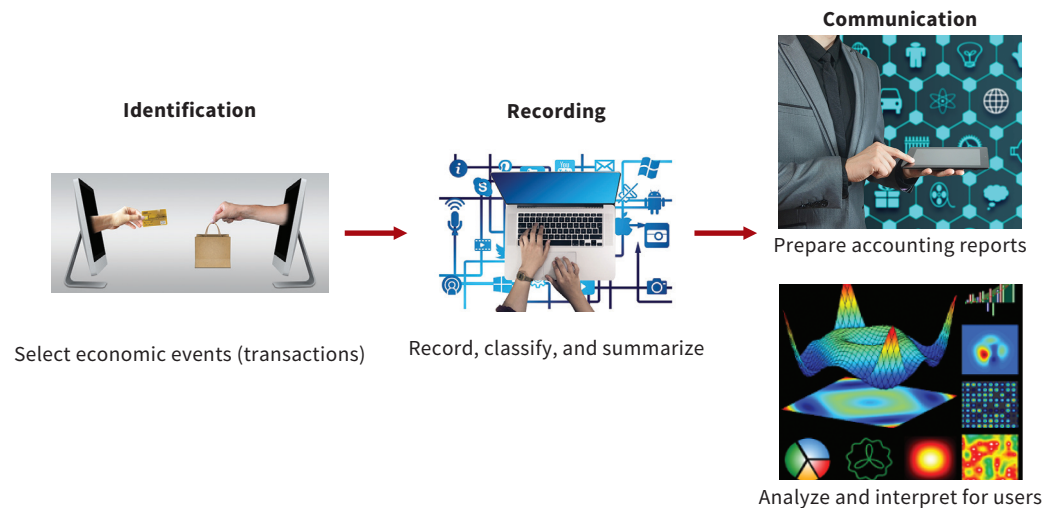 Identification
Select economic events (transactions)
Recording
Record, classify, and summarize
Communication
Prepare accounting reports
Analyze and interpret for users